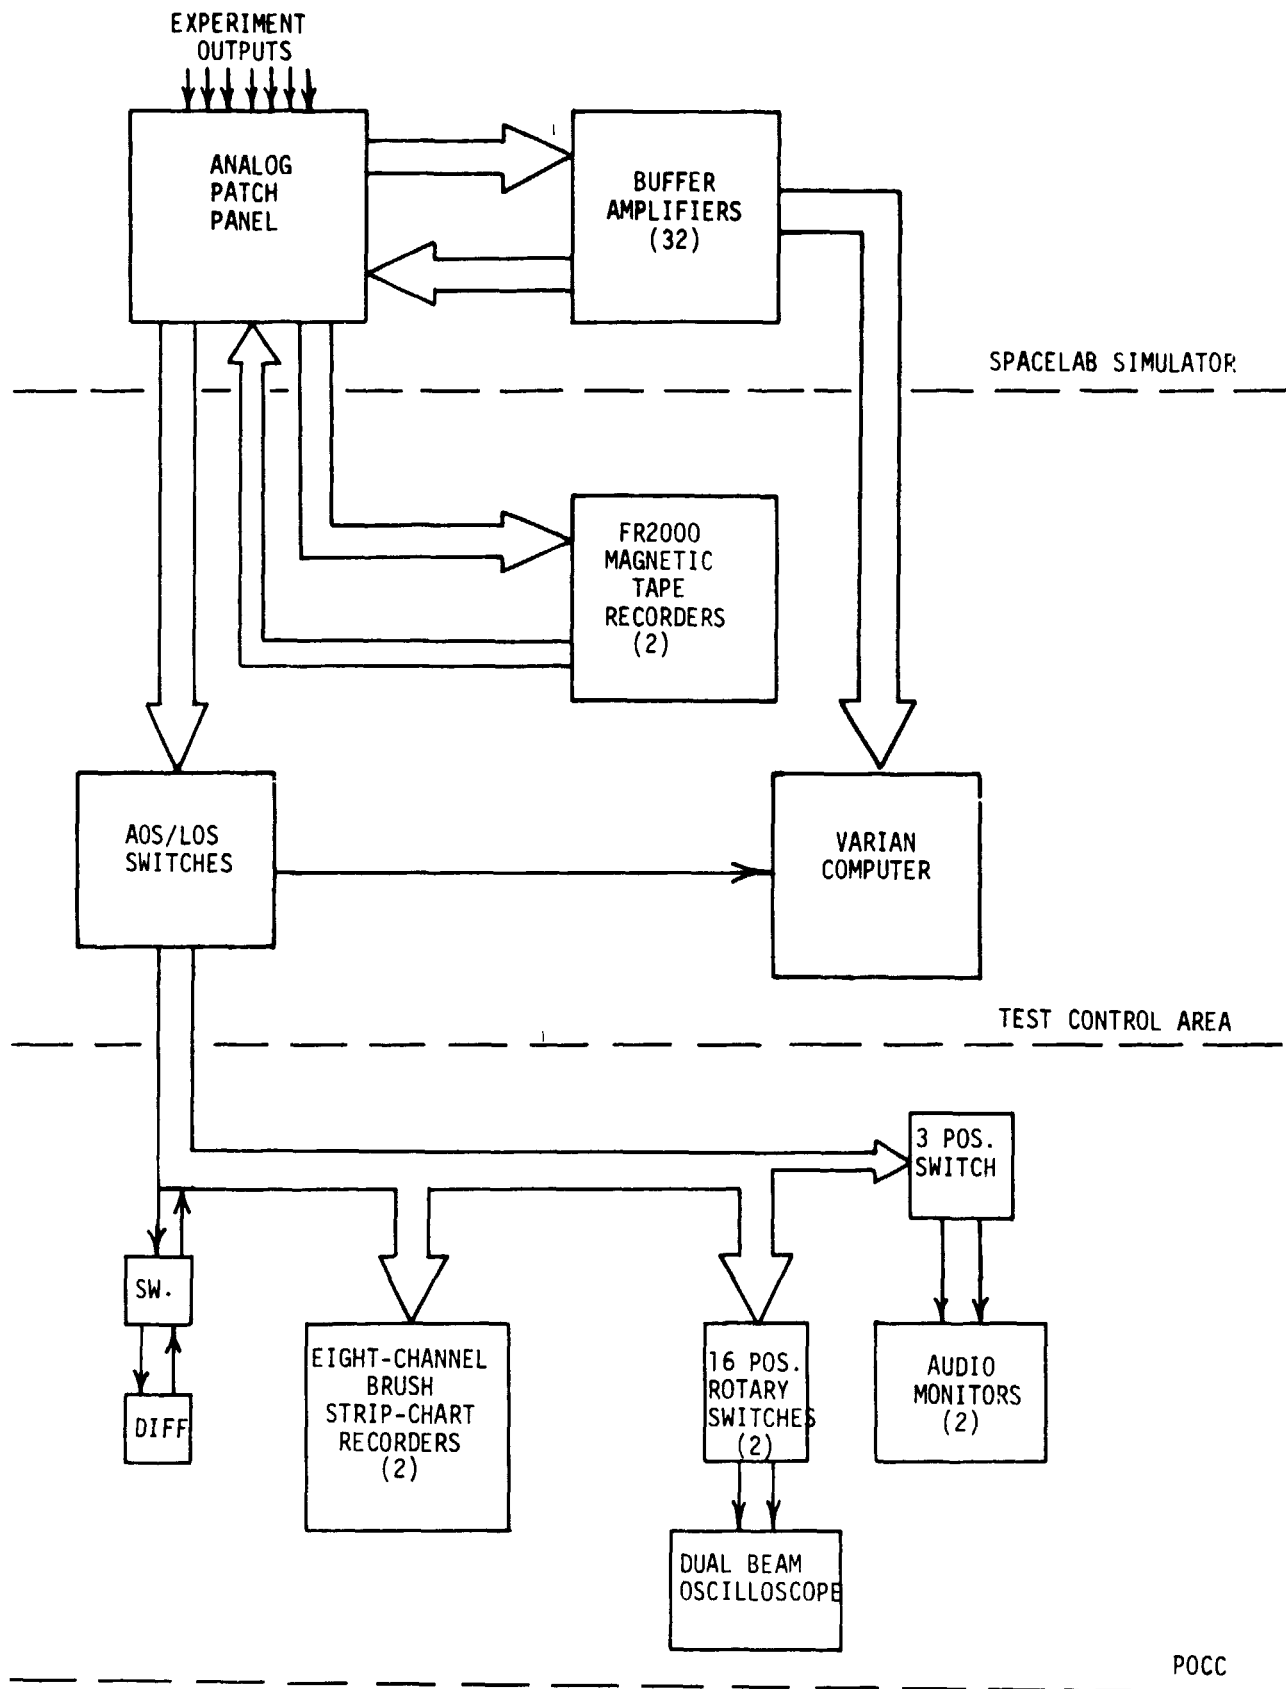 EXPERIMENT
OUTPUTS
ANALOG
PATCH
PANEL
BUFFER
AMPLIFIERS
(32)
SPACELAB SIMULATOR
FR2000
MAGNETIC
TAPE
RECORDERS
(2)
AOS/LOS
SWITCHES
VARIAN
COMPUTER
TEST CONTROL AREA
3 POS.
SWITCH
SW.
DIFF
EIGHT-CHANNEL
BRUSH
STRIP-CHART
RECORDERS
(2)
16 POS.
ROTARY
SWITCHES
(2)
AUDIO
MONITORS
(2)
DUAL BEAM
OSCILLOSCOPE
POCC